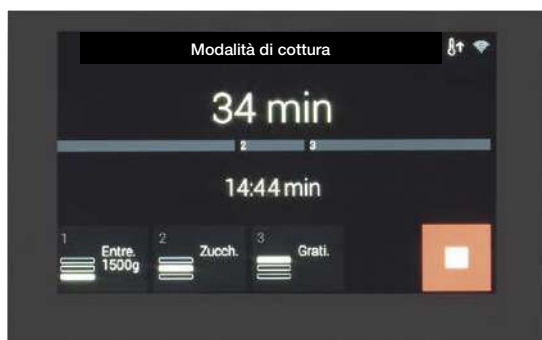 Modalità di cottura
34 min
2 3
14:44 min
1 Entre.
1500g
2 Zucch.
3 Grati.